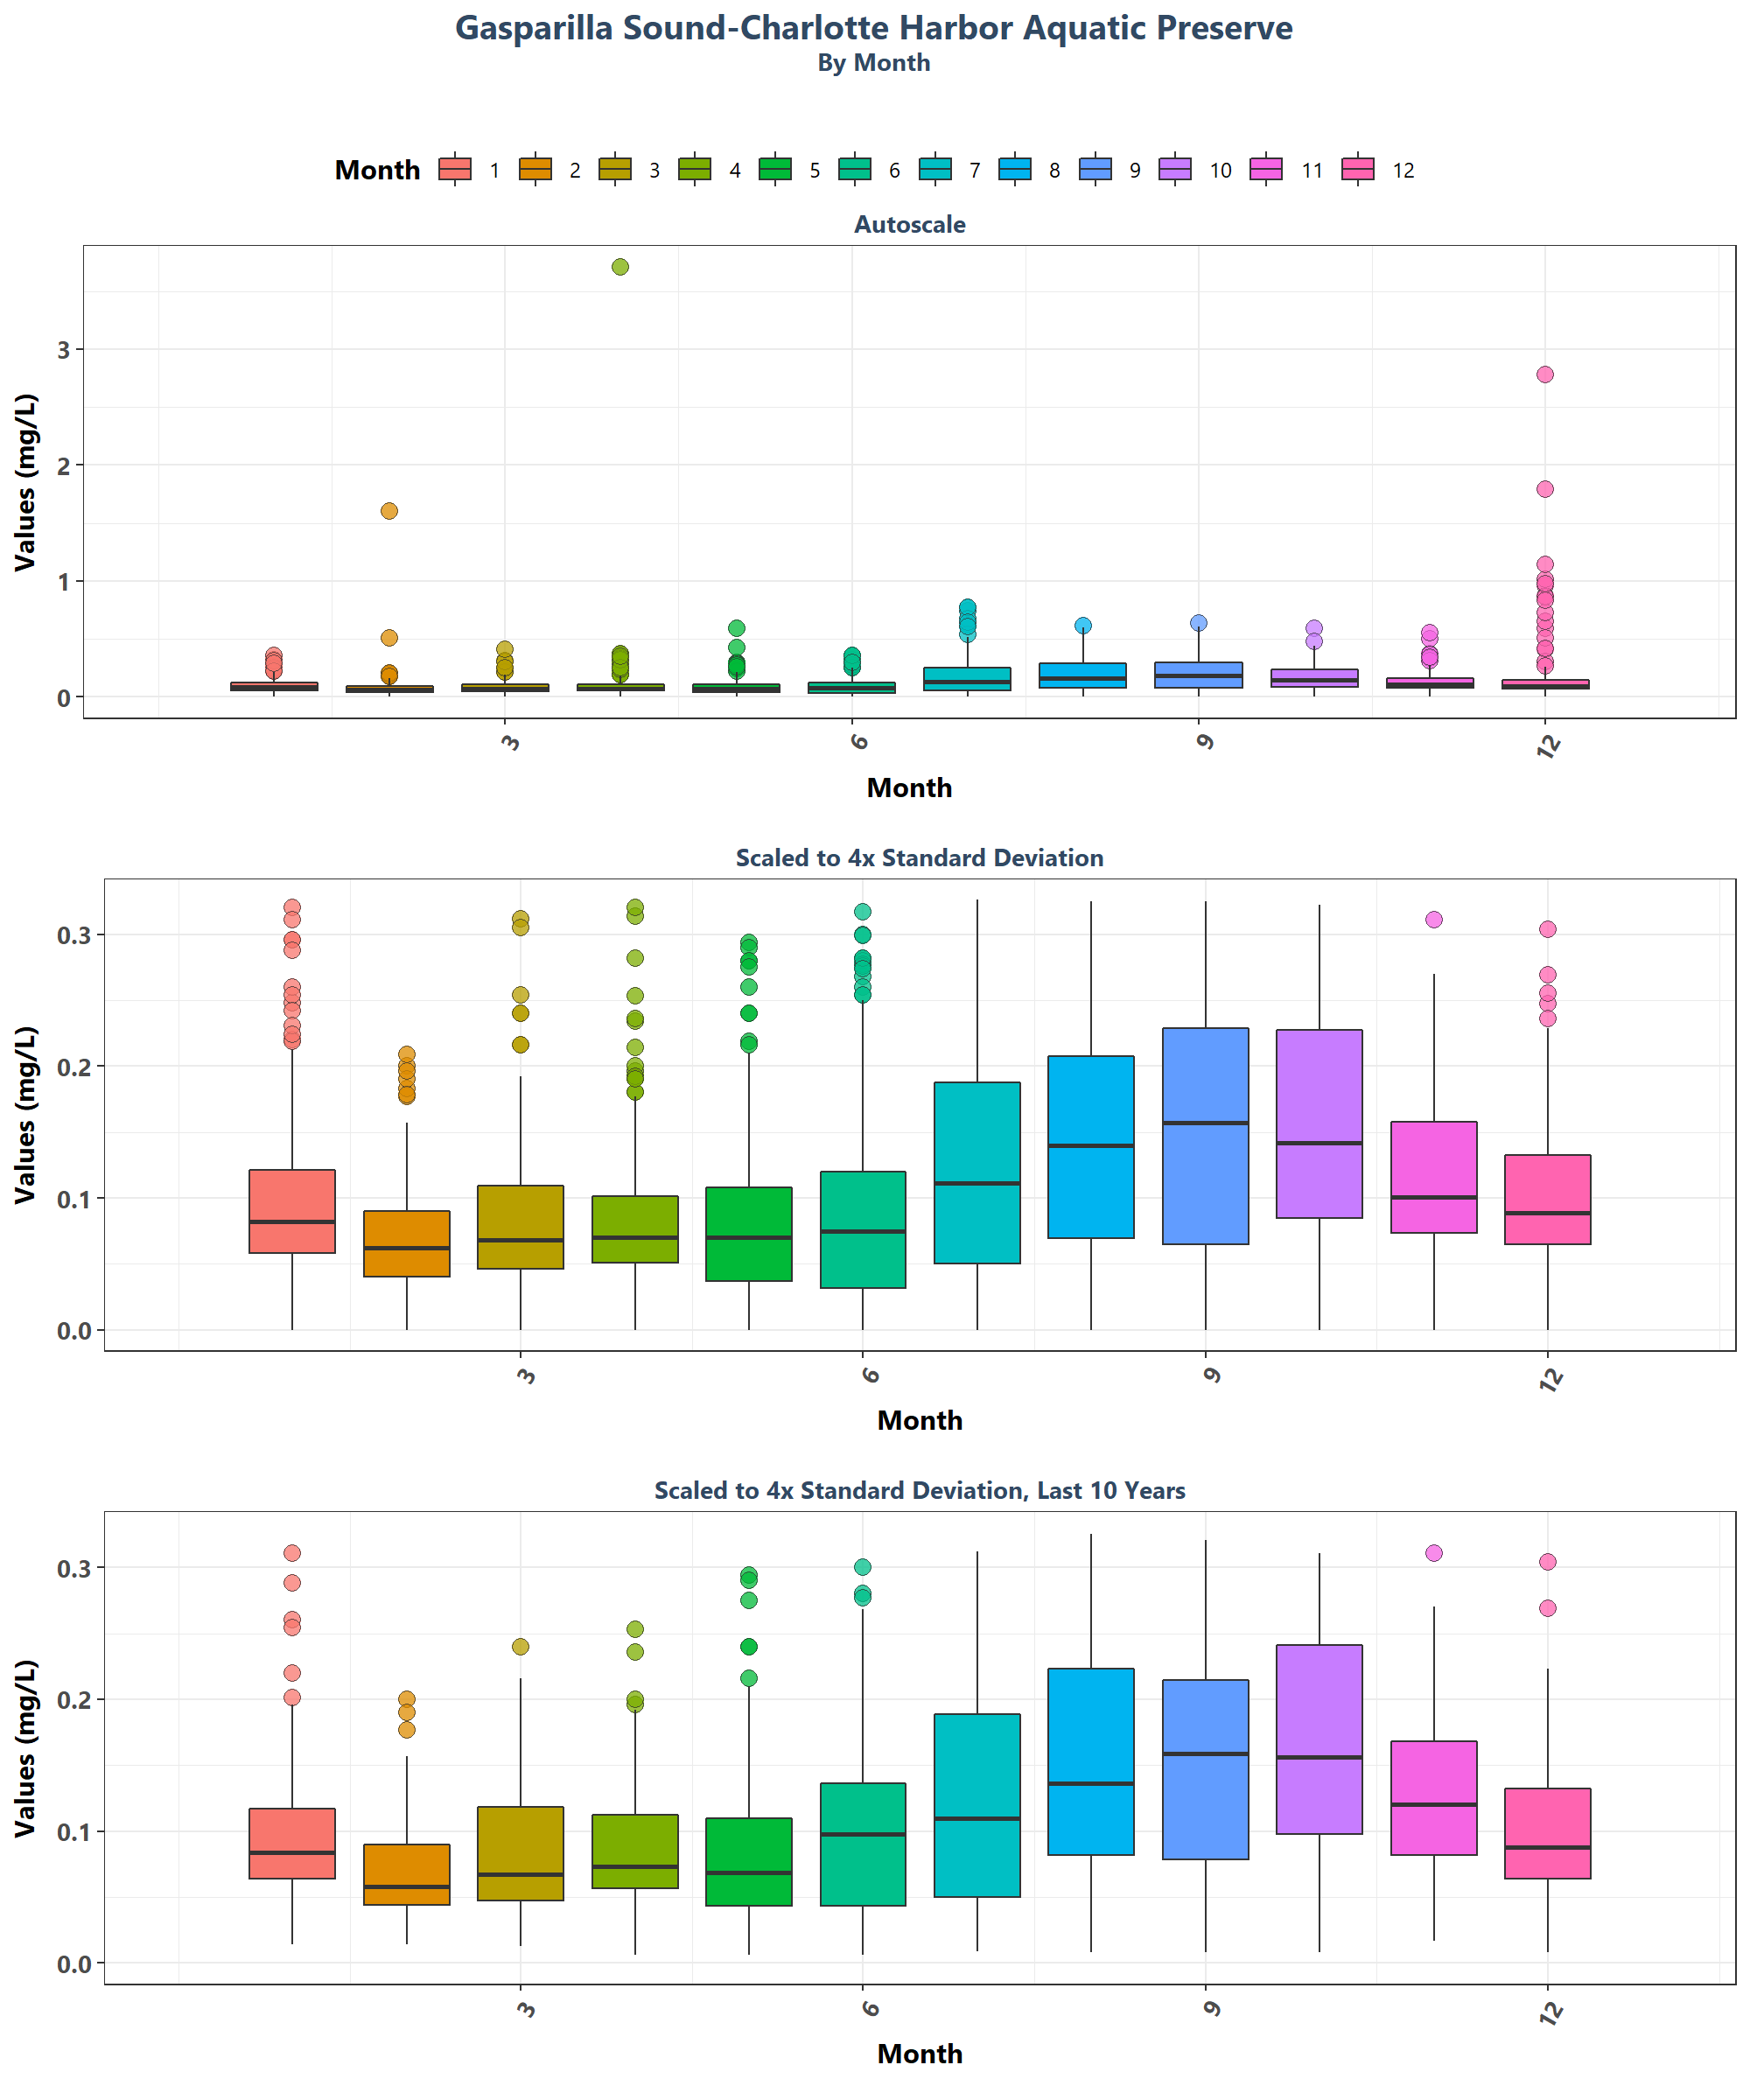 Gasparilla Sound-Charlotte Harbor Aquatic Preserve
By Month
Month 1 2 3 4 5 6 7 8 9 10 11 12
Autoscale
Values (mg/L)
3
2
1
0
3 6 9 12
Month
Scaled to 4x Standard Deviation
Values (mg/L)
0.3
0.2
0.1
0.0
3 6 9 12
Month
Scaled to 4x Standard Deviation, Last 10 Years
Values (mg/L)
0.3
0.2
0.1
0.0
3 6 9 12
Month